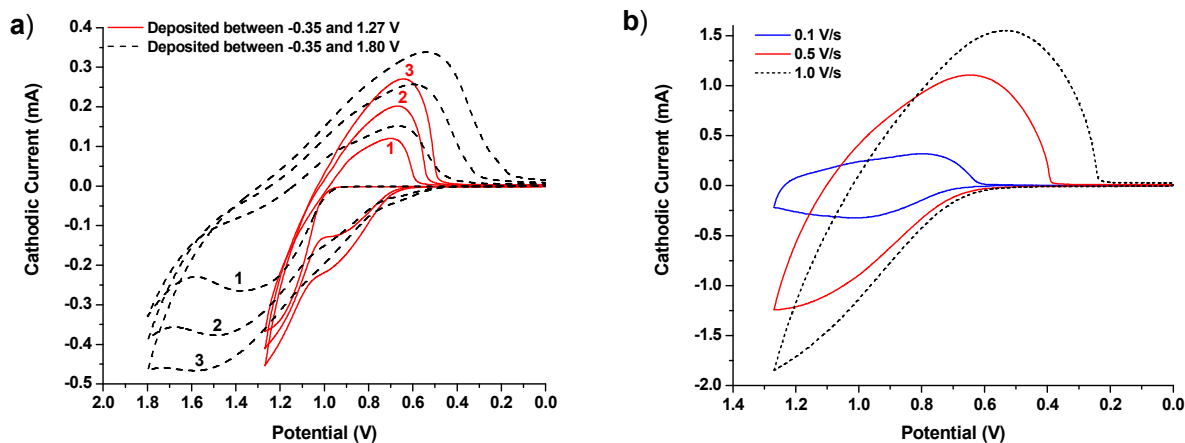 a)
Deposited between -0.35 and 1.27 V
Deposited between -0.35 and 1.80 V
0.4
0.3
0.2
0.1
0.0
-0.1
-0.2
-0.3
-0.4
-0.5
Cathodic Current (mA)
3
2
1
1
2
3
2.0 1.8 1.6 1.4 1.2 1.0 0.8 0.6 0.4 0.2 0.0
Potential (V)
b)
0.1 V/s
0.5 V/s
1.0 V/s
1.5
1.0
0.5
0.0
-0.5
-1.0
-1.5
-2.0
Cathodic Current (mA)
1.4 1.2 1.0 0.8 0.6 0.4 0.2 0.0
Potential (V)